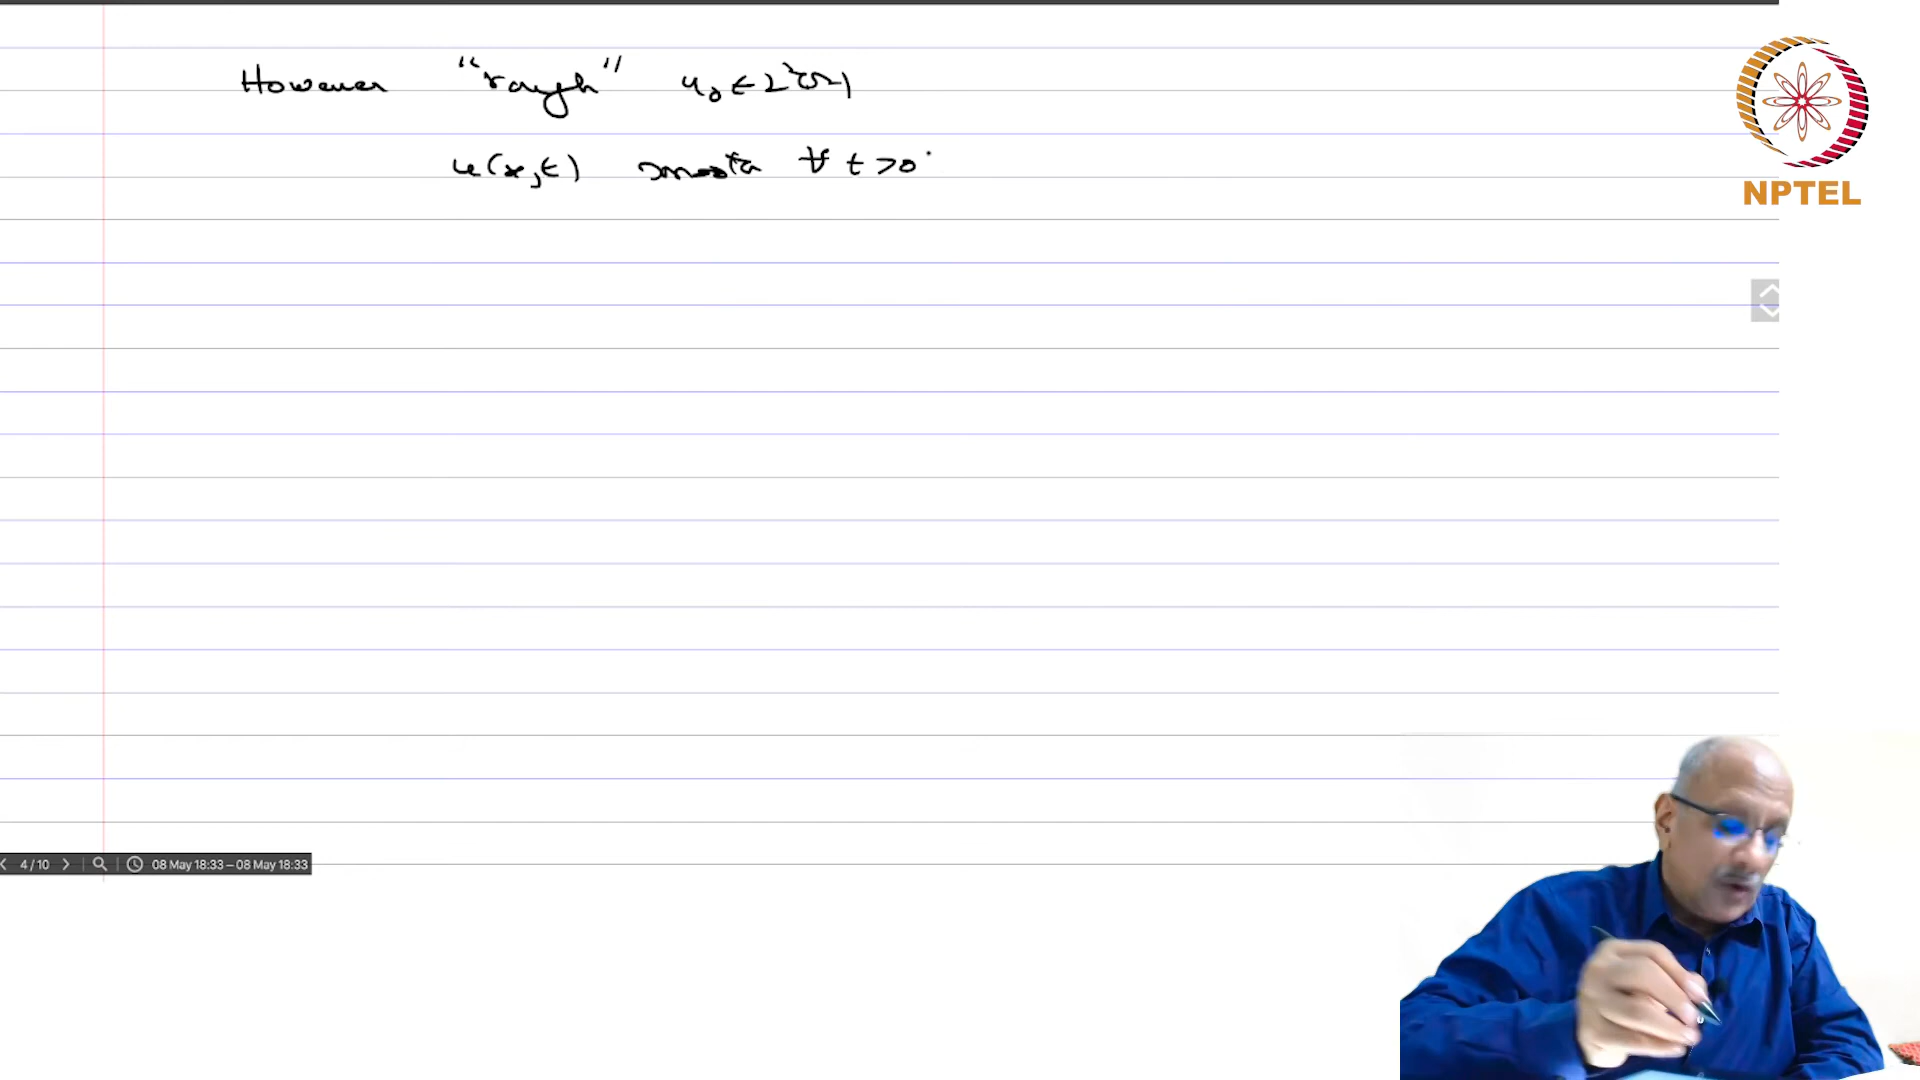 However "rough" u₀ ∈ L²(Ω)
u(x,t) smooth ∀ t > 0.
NPTEL
4/10
08 May 18:33 – 08 May 18:33